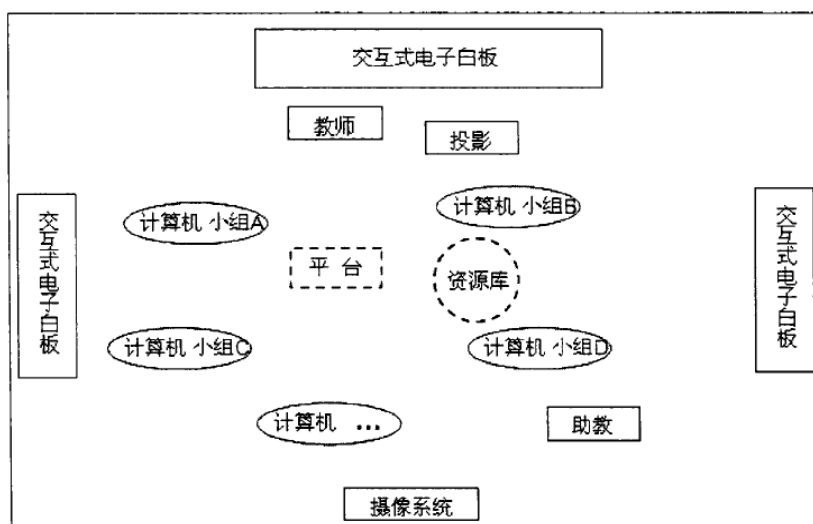 交互式电子白板
教师
投影
计算机 小组A
计算机 小组B
交互式电子白板
交互式电子白板
平 台
资源库
计算机 小组C
计算机 小组D
计算机 ...
助教
摄像系统